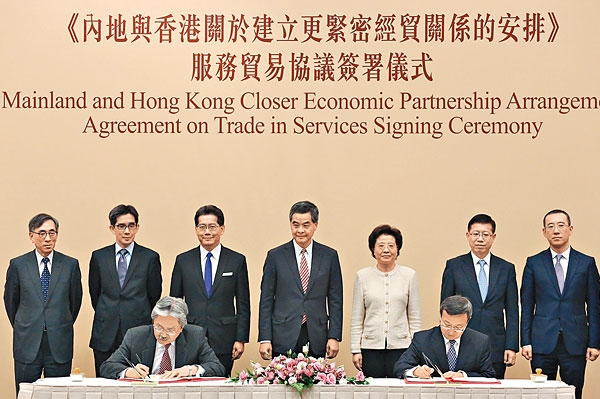 《內地與香港關於建立更緊密經貿關係的安排》
服務貿易協議簽署儀式
Mainland and Hong Kong Closer Economic Partnership Arrangeme
Agreement on Trade in Services Signing Ceremony